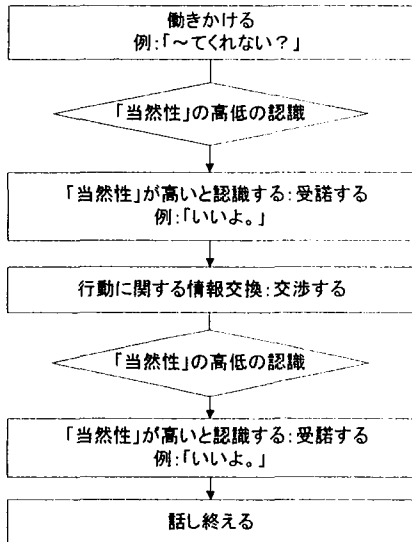 働きかける
例:「～てくれない？」
「当然性」の高低の認識
「当然性」が高いと認識する:受諾する
例:「いいよ。」
行動に関する情報交換:交渉する
「当然性」の高低の認識
「当然性」が高いと認識する:受諾する
例:「いいよ。」
話し終える